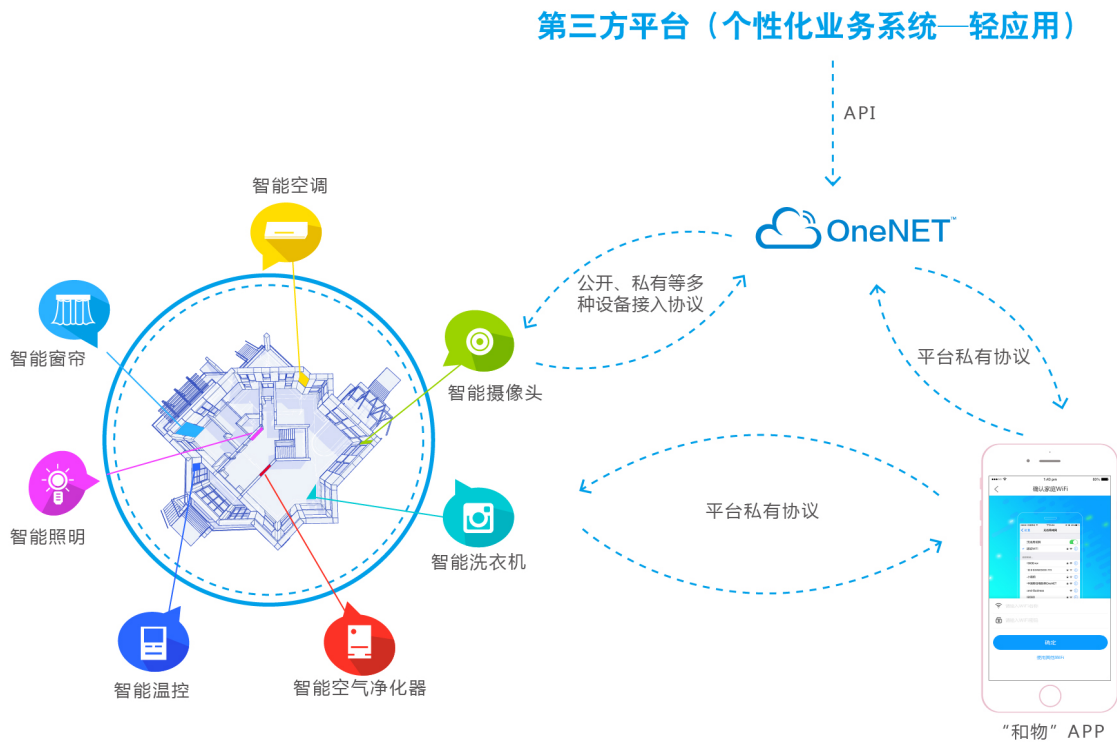 第三方平台（个性化业务系统—轻应用）
API
智能空调
OneNET™
公开、私有等多
种设备接入协议
智能窗帘
平台私有协议
智能摄像头
平台私有协议
智能照明
智能洗衣机
智能温控
智能空气净化器
1:40 pm
确认家庭WiFi
确定
“和物”APP